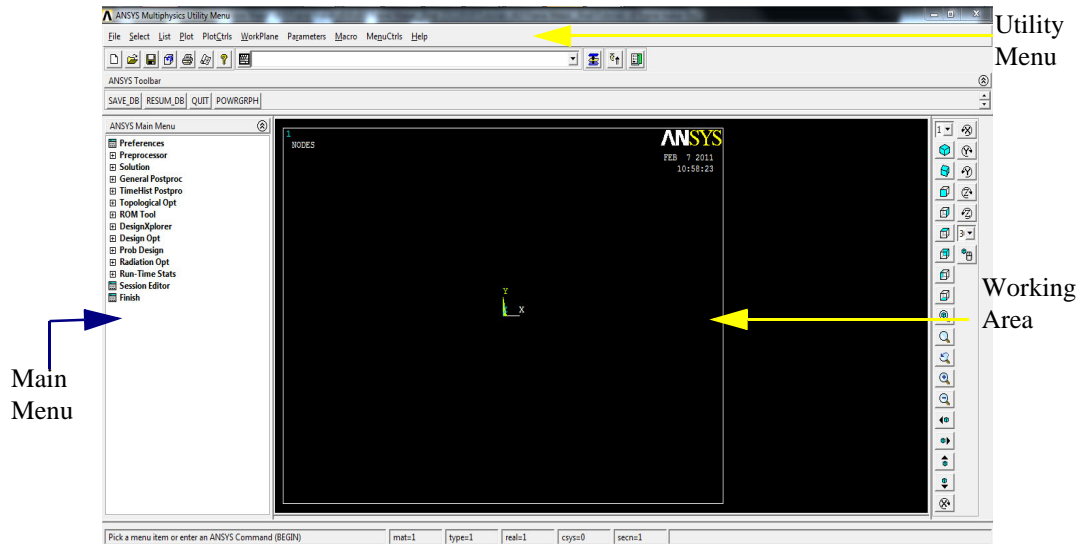 ANSYS Multiphysics Utility Menu
Utility
Menu
File Select List Plot PlotCtrls WorkPlane Parameters Macro MenuCtrls Help
ANSYS Toolbar
SAVE_DB RESUM_DB QUIT POWRGRPH
ANSYS Main Menu
Preferences
Preprocessor
Solution
General Postproc
TimeHist Postpro
Topological Opt
ROM Tool
DesignXplorer
Design Opt
Prob Design
Radiation Opt
Run-Time Stats
Session Editor
Finish
1
NODES
ANSYS
FEB 7 2011
10:58:23
Y
X
1
3
Working
Area
Main
Menu
Pick a menu item or enter an ANSYS Command (BEGIN) mat=1 type=1 real=1 csys=0 secn=1